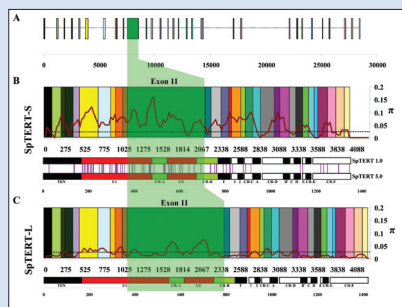 A
0 5000 10000 15000 20000 25000 30000
B
Exon 11
SpTERT-S
0.2
0.15
0.1
0.05
0
π
0 275 525 775 1025 1275 1528 1814 2067 2338 2588 2838 3088 3338 3588 3838 4088
SpTERT 1.0
SpTERT 5.0
0 200 400 600 800 1000 1200 1400
C
Exon 11
SpTERT-L
0.2
0.15
0.1
0.05
0
π
0 275 525 775 1025 1275 1528 1814 2067 2338 2588 2838 3088 3338 3588 3838 4088
0 200 400 600 800 1000 1200 1400